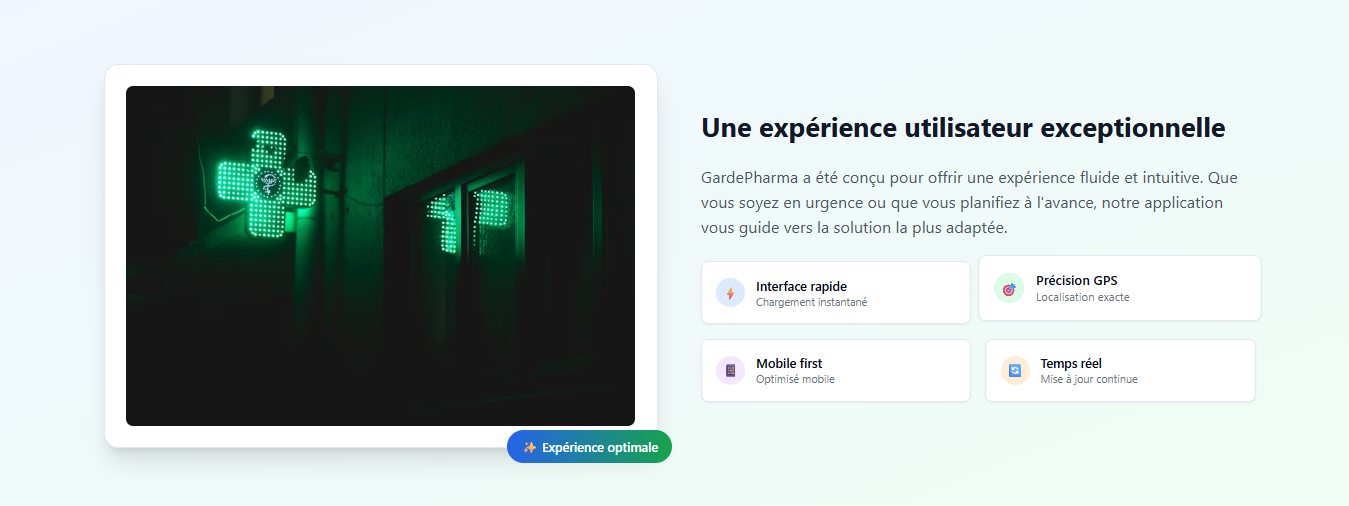 Une expérience utilisateur exceptionnelle
GardePharma a été conçu pour offrir une expérience fluide et intuitive. Que
vous soyez en urgence ou que vous planifiez à l'avance, notre application
vous guide vers la solution la plus adaptée.
Interface rapide
Chargement instantané
Précision GPS
Localisation exacte
Mobile first
Optimisé mobile
Temps réel
Mise à jour continue
Expérience optimale